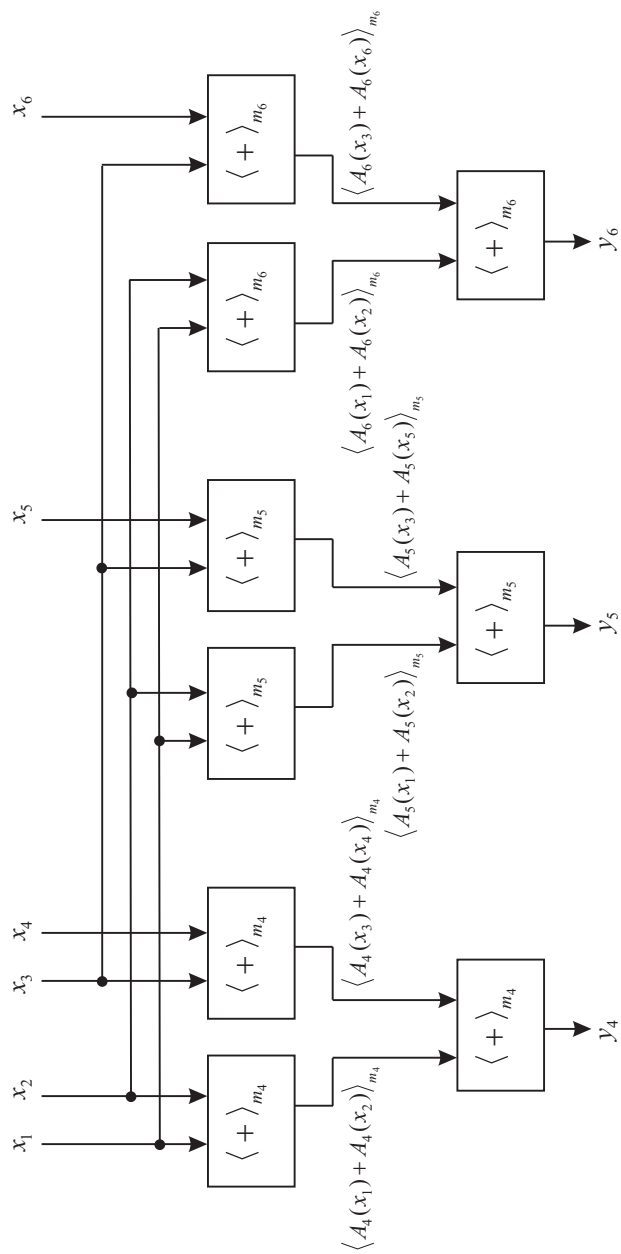 x₁ x₂ x₃ x₄ x₅ x₆
⟨+⟩ₘ₄ ⟨+⟩ₘ₄ ⟨+⟩ₘ₅ ⟨+⟩ₘ₅ ⟨+⟩ₘ₆ ⟨+⟩ₘ₆
⟨A₄(x₁) + A₄(x₂)⟩ₘ₄
⟨A₄(x₃) + A₄(x₄)⟩ₘ₄
⟨A₅(x₁) + A₅(x₂)⟩ₘ₅
⟨A₅(x₃) + A₅(x₅)⟩ₘ₅
⟨A₆(x₁) + A₆(x₂)⟩ₘ₆
⟨A₆(x₃) + A₆(x₆)⟩ₘ₆
⟨+⟩ₘ₄ ⟨+⟩ₘ₅ ⟨+⟩ₘ₆
y₄ y₅ y₆